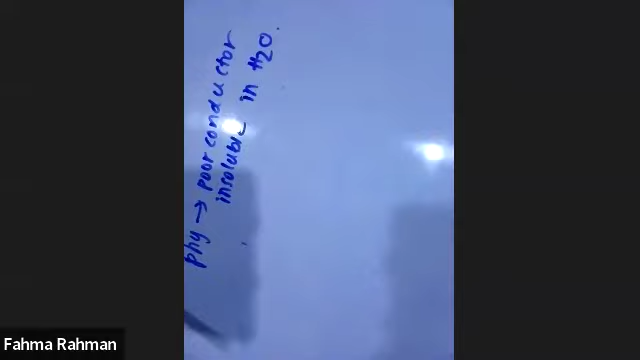 phy → poor conductor
insoluble in H2O.
Fahma Rahman